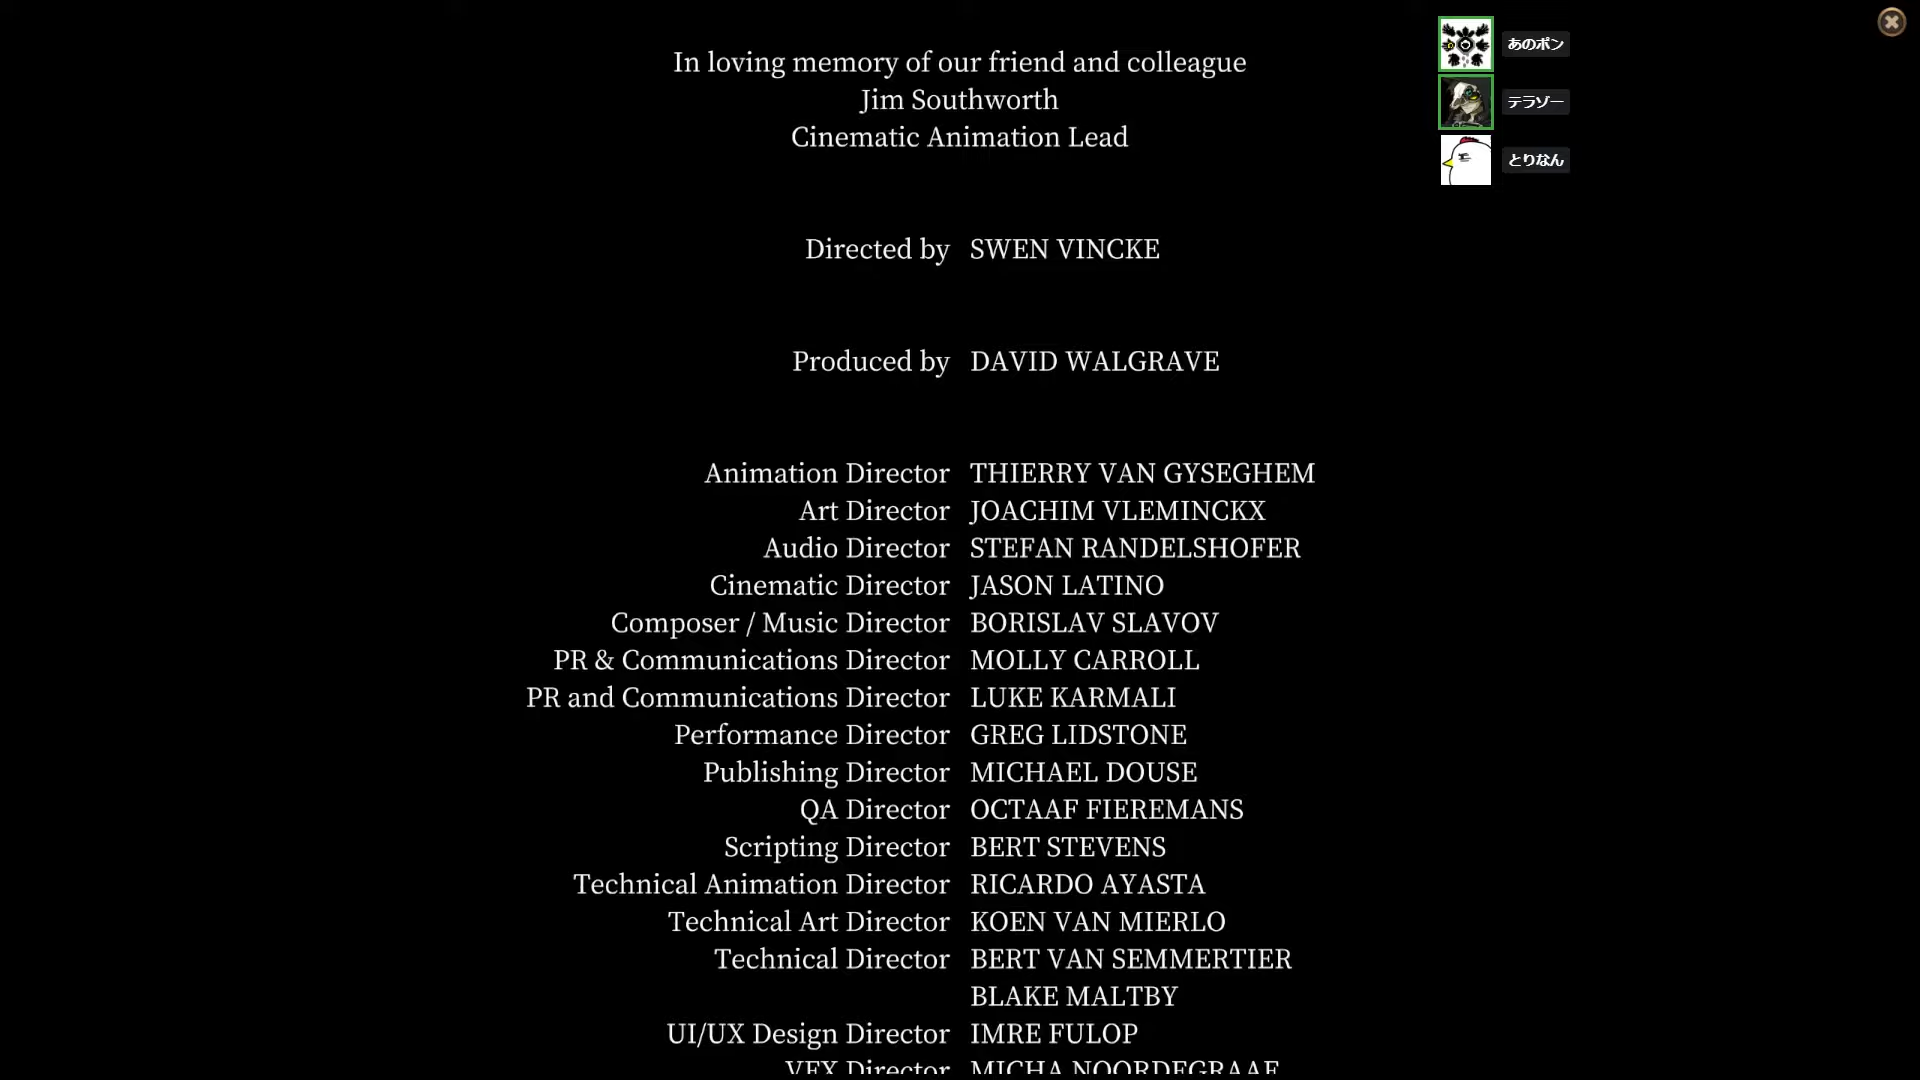 In loving memory of our friend and colleague
Jim Southworth
Cinematic Animation Lead
Directed by SWEN VINCKE
Produced by DAVID WALGRAVE
Animation Director THIERRY VAN GYSEGHEM
Art Director JOACHIM VLEMINCKX
Audio Director STEFAN RANDELSHOFER
Cinematic Director JASON LATINO
Composer / Music Director BORISLAV SLAVOV
PR & Communications Director MOLLY CARROLL
PR and Communications Director LUKE KARMALI
Performance Director GREG LIDSTONE
Publishing Director MICHAEL DOUSE
QA Director OCTAAF FIEREMANS
Scripting Director BERT STEVENS
Technical Animation Director RICARDO AYASTA
Technical Art Director KOEN VAN MIERLO
Technical Director BERT VAN SEMMERTIER
BLAKE MALTBY
UI/UX Design Director IMRE FULOP
VFX Director MICHA NOORDEGRAAF
あのポン
テラゾー
とりなん